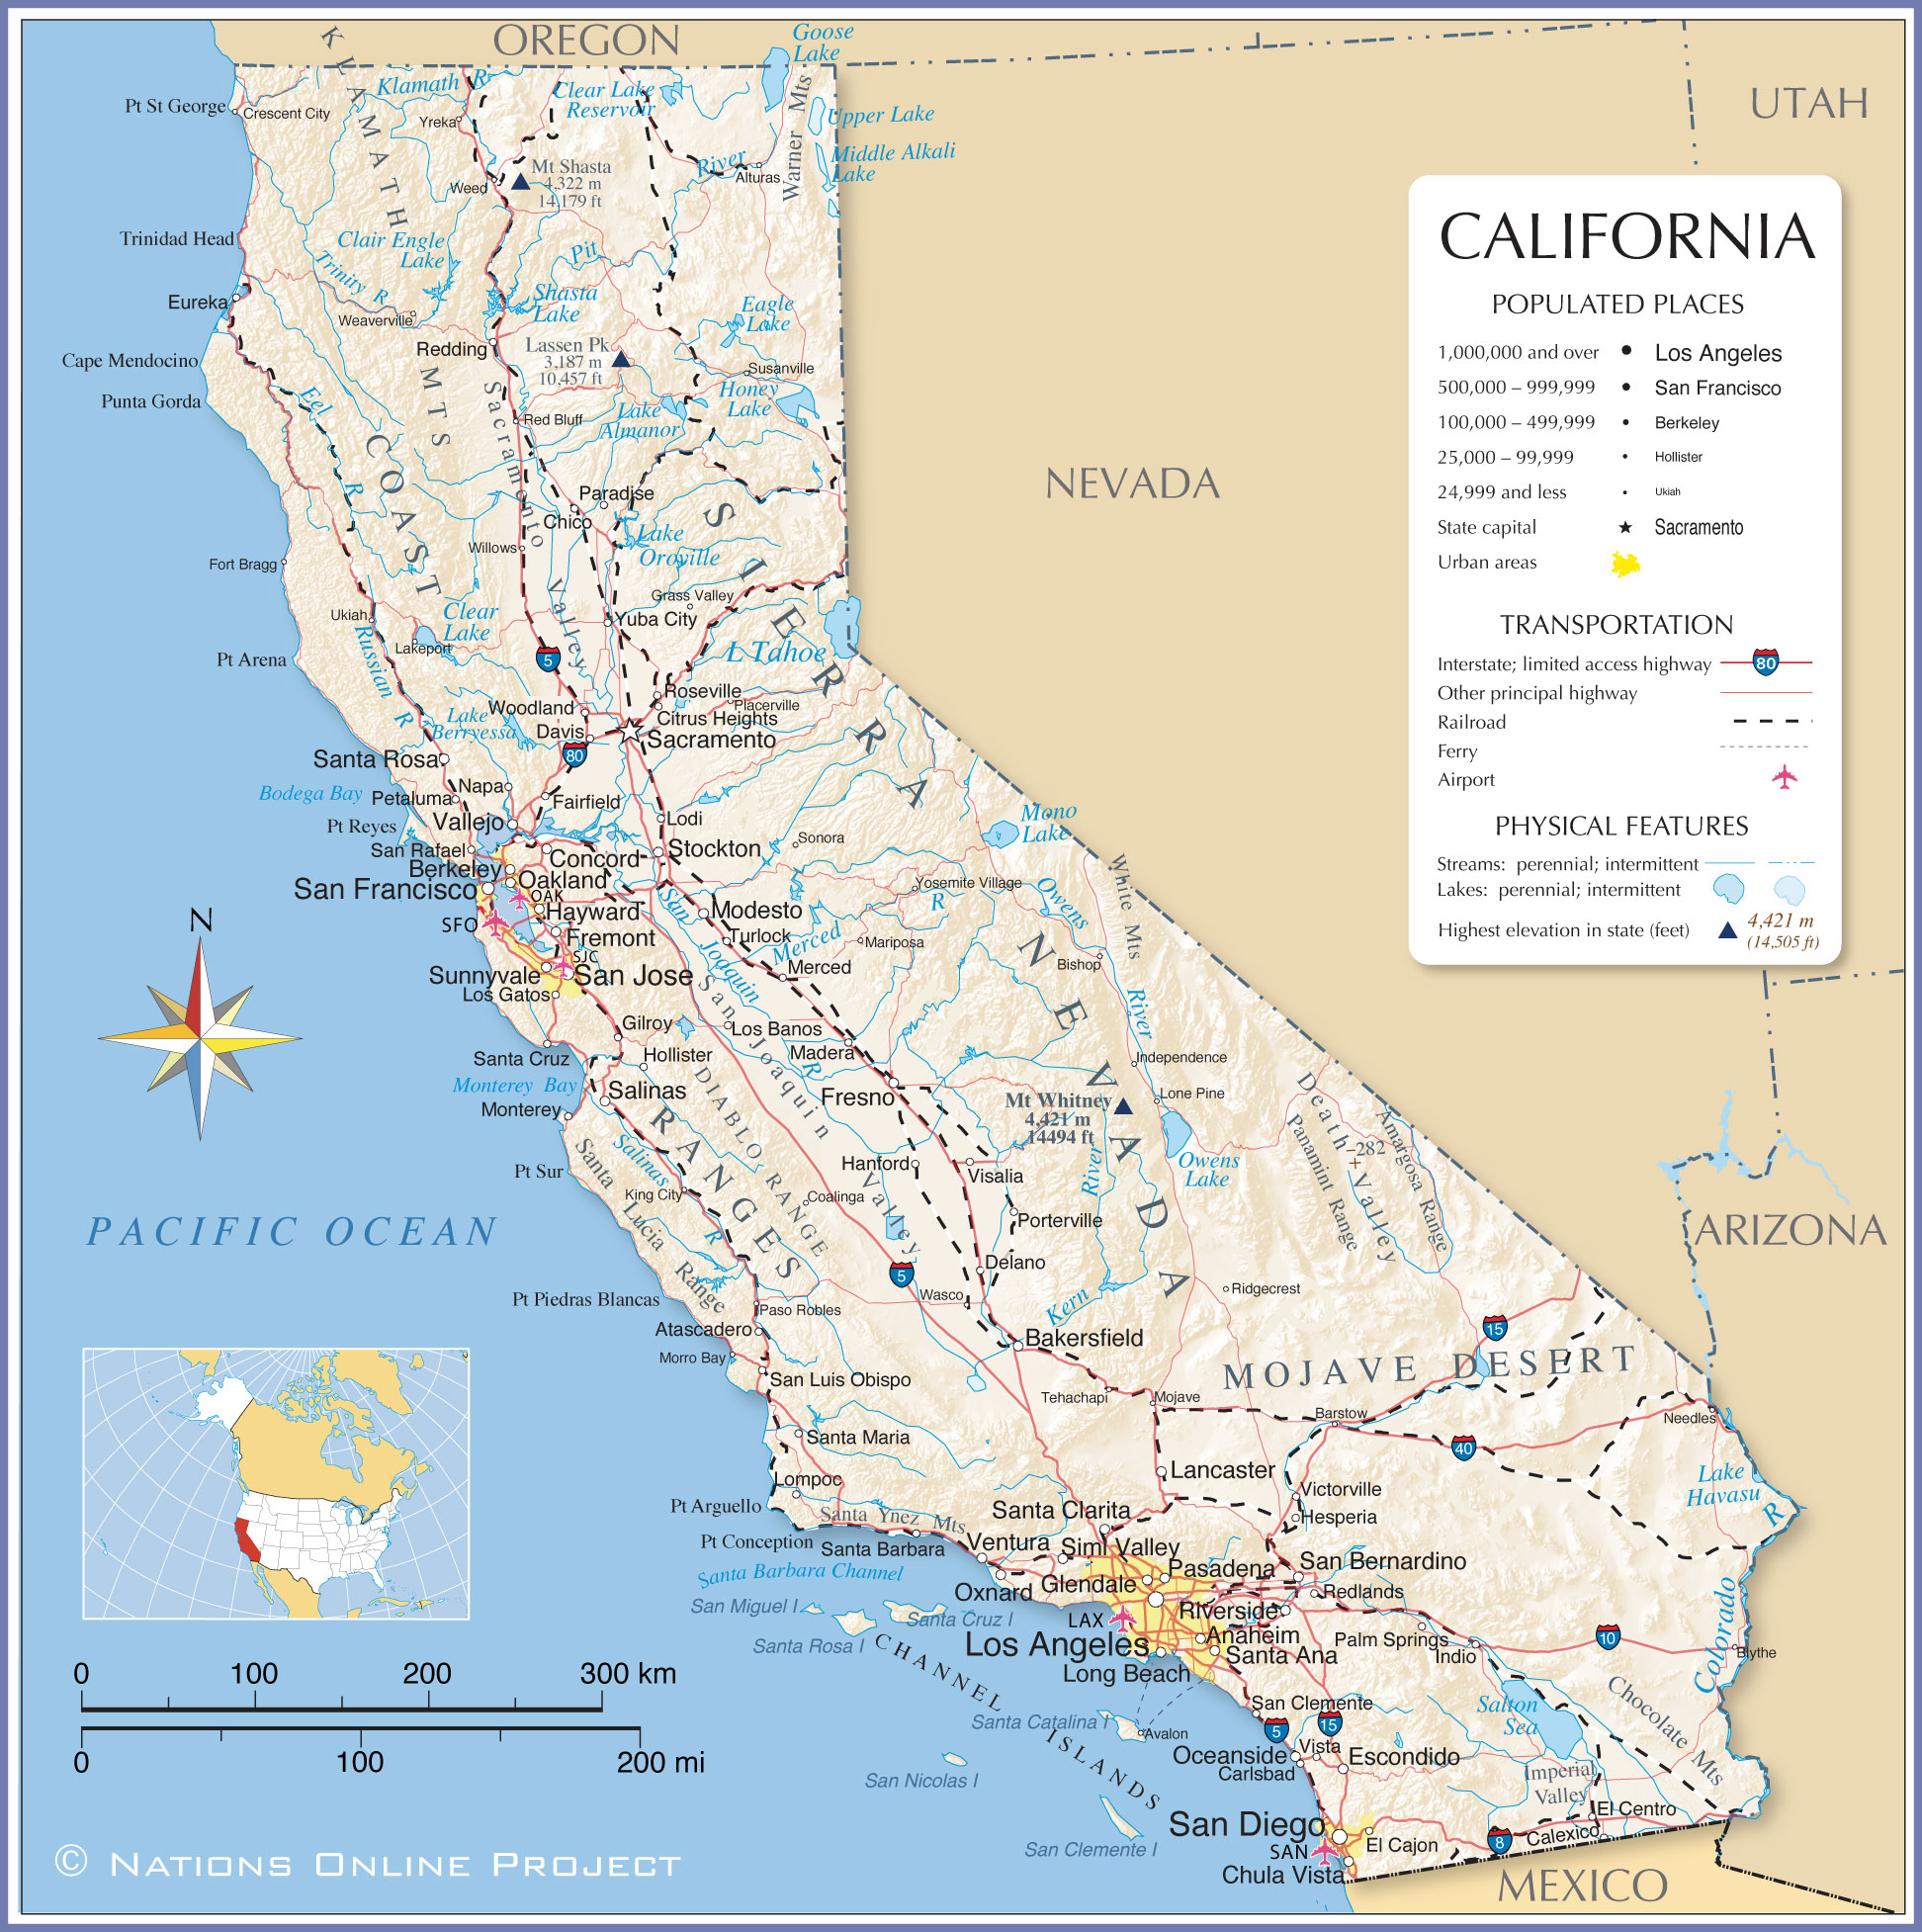 OREGON
Goose
Lake
KLAMATH MTS
Klamath R
Clear Lake
Reservoir
Warner Mts
UTAH
Pt St George
Crescent City
Yreka
Upper Lake
Middle Alkali
Lake
River
Alturas
Mt Shasta
4,322 m
14,179 ft
Weed
Trinidad Head
Clair Engle
Lake
Pit
Trinity R
Shasta
Lake
Eagle
Lake
Eureka
Weaverville
Redding
Lassen Pk
3,187 m
10,457 ft
Cape Mendocino
Susanville
Honey
Lake
Punta Gorda
Eel
R
Sacramento
Valley
Red Bluff
Lake
Almanor
COAST
RANGES
SIERRA
NEVADA
NEVADA
Paradise
Chico
Lake
Oroville
Willows
Fort Bragg
Grass Valley
Ukiah
Clear
Lake
Yuba City
Lakeport
L Tahoe
Russian
R
5
Pt Arena
Roseville
Placerville
Woodland
Citrus Heights
Lake
Berryessa
Davis
Sacramento
80
Santa Rosa
Napa
Bodega Bay
Petaluma
Fairfield
Pt Reyes
Vallejo
Lodi
San Rafael
Concord
Stockton
Sonora
Mono
Lake
Berkeley
Oakland
San Francisco
OAK
Hayward
SFO
Fremont
SJC
Sunnyvale
San Jose
Los Gatos
San
Joaquin
R
Modesto
Turlock
Merced
R
Yosemite Village
Mariposa
Merced
Owens
River
White Mts
Bishop
San Joaquin
Valley
Gilroy
Los Banos
Madera
Santa Cruz
Hollister
Monterey Bay
Salinas
Monterey
DIABLO RANGE
Fresno
Independence
Lone Pine
Mt Whitney
4,421 m
14494 ft
Owens
Lake
Death Valley
-282
Panamint Range
Amargosa Range
Santa Lucia Range
Salinas
R
Pt Sur
King City
Coalinga
Hanford
Visalia
River
Porterville
Delano
5
Kern
Wasco
Ridgecrest
Pt Piedras Blancas
Paso Robles
Atascadero
Morro Bay
San Luis Obispo
Bakersfield
15
MOJAVE DESERT
Tehachapi
Mojave
Barstow
Needles
40
Santa Maria
Lompoc
Lancaster
Victorville
Hesperia
Lake
Havasu
Pt Arguello
Santa Ynez Mts
Santa Clarita
Pt Conception
Santa Barbara
Ventura
Simi Valley
Pasadena
San Bernardino
Santa Barbara Channel
Oxnard
Glendale
Redlands
San Miguel I
Santa Cruz I
LAX
Riverside
Colorado
R
Santa Rosa I
Los Angeles
Anaheim
Palm Springs
10
Santa Ana
Indio
Blythe
Long Beach
CHANNEL ISLANDS
San Clemente
Salton
Sea
Chocolate Mts
Santa Catalina I
Avalon
5
15
Oceanside
Vista
Escondido
San Nicolas I
Carlsbad
Imperial
Valley
San Diego
El Centro
San Clemente I
SAN
El Cajon
8
Calexico
Chula Vista
MEXICO
ARIZONA
PACIFIC OCEAN
N
0 100 200 300 km
0 100 200 mi
© NATIONS ONLINE PROJECT
CALIFORNIA
POPULATED PLACES
1,000,000 and over Los Angeles
500,000 – 999,999 San Francisco
100,000 – 499,999 Berkeley
25,000 – 99,999 Hollister
24,999 and less Ukiah
State capital Sacramento
Urban areas
TRANSPORTATION
Interstate; limited access highway 80
Other principal highway
Railroad
Ferry
Airport
PHYSICAL FEATURES
Streams: perennial; intermittent
Lakes: perennial; intermittent
Highest elevation in state (feet) 4,421 m
(14,505 ft)